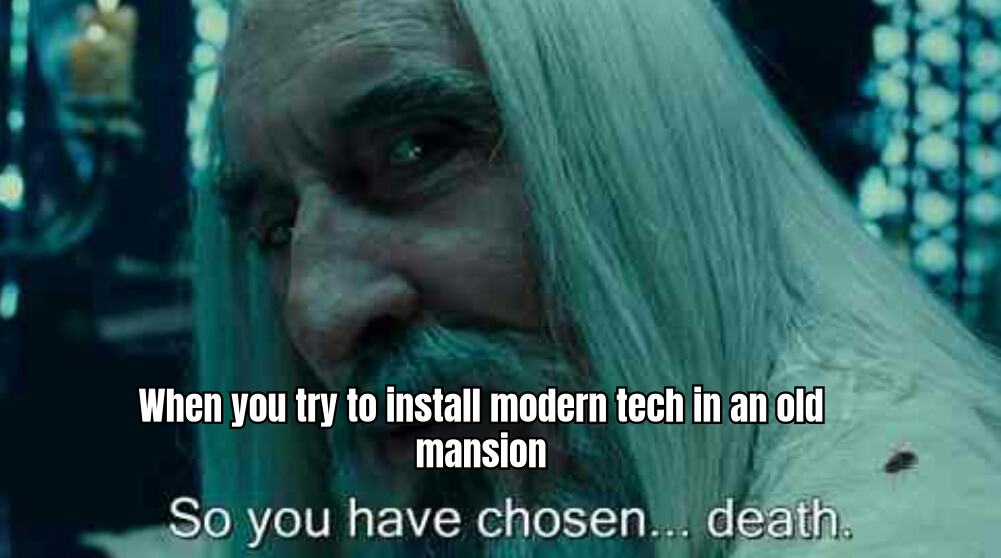 When you try to install modern tech in an old
mansion
So you have chosen... death.